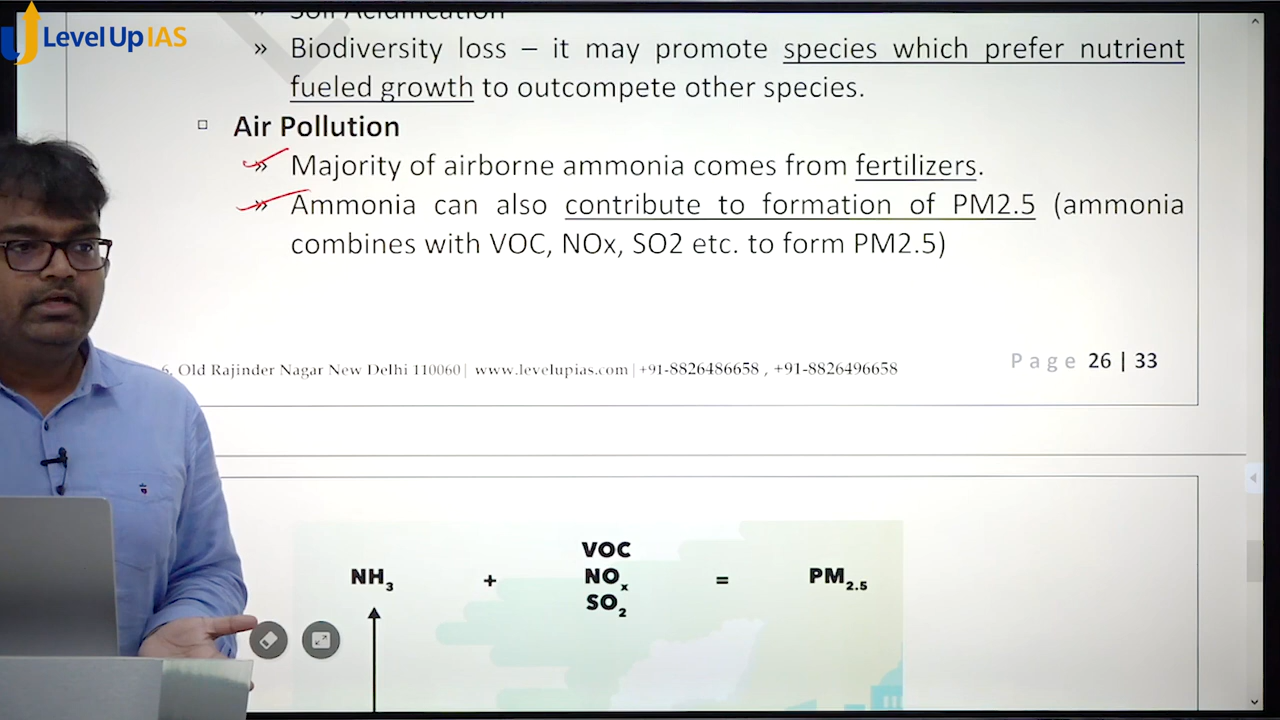 Level Up IAS
Soil Acidification
» Biodiversity loss – it may promote species which prefer nutrient
fueled growth to outcompete other species.
Air Pollution
» Majority of airborne ammonia comes from fertilizers.
» Ammonia can also contribute to formation of PM2.5 (ammonia
combines with VOC, NOx, SO2 etc. to form PM2.5)
6, Old Rajinder Nagar New Delhi 110060| www.levelupias.com | +91-8826486658 , +91-8826496658
Page 26 | 33
VOC
NH3 + NOx = PM2.5
SO2